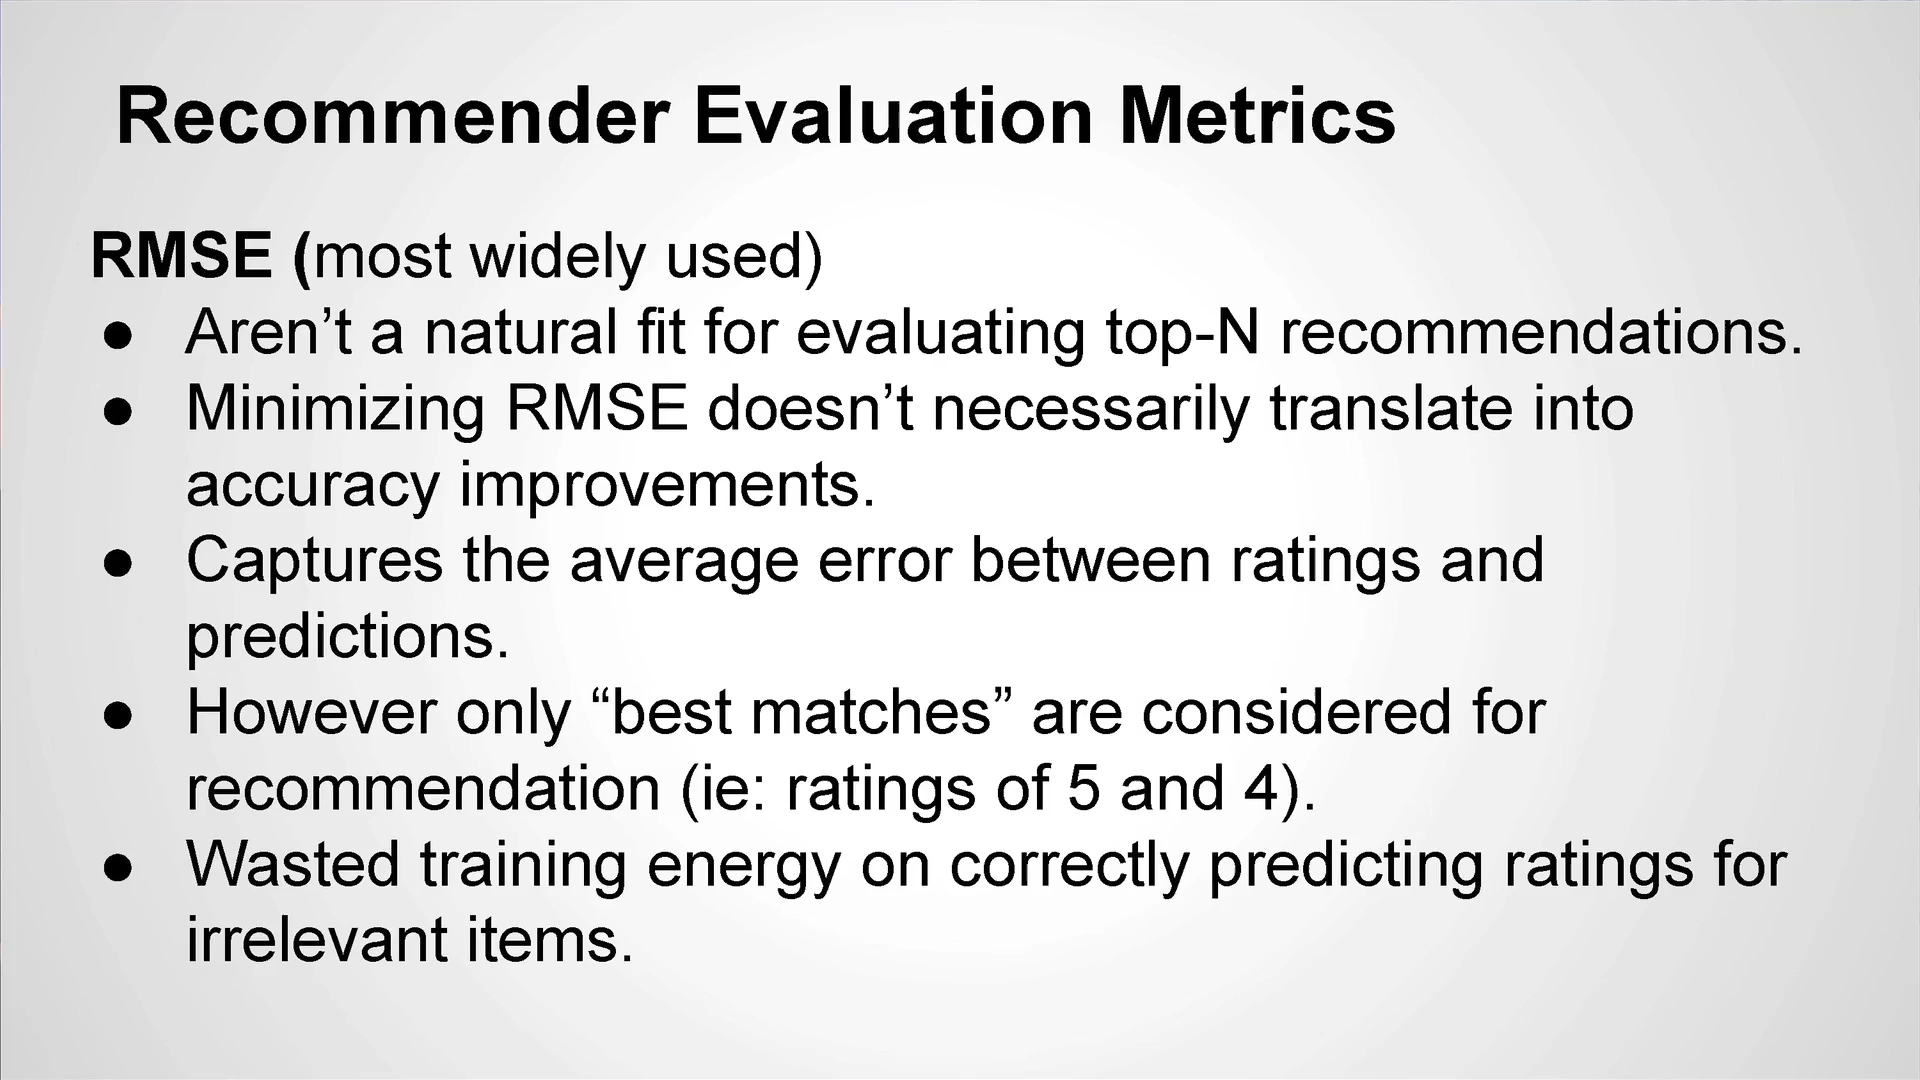 Recommender Evaluation Metrics
RMSE (most widely used)
● Aren’t a natural fit for evaluating top-N recommendations.
● Minimizing RMSE doesn’t necessarily translate into
accuracy improvements.
● Captures the average error between ratings and
predictions.
● However only “best matches” are considered for
recommendation (ie: ratings of 5 and 4).
● Wasted training energy on correctly predicting ratings for
irrelevant items.